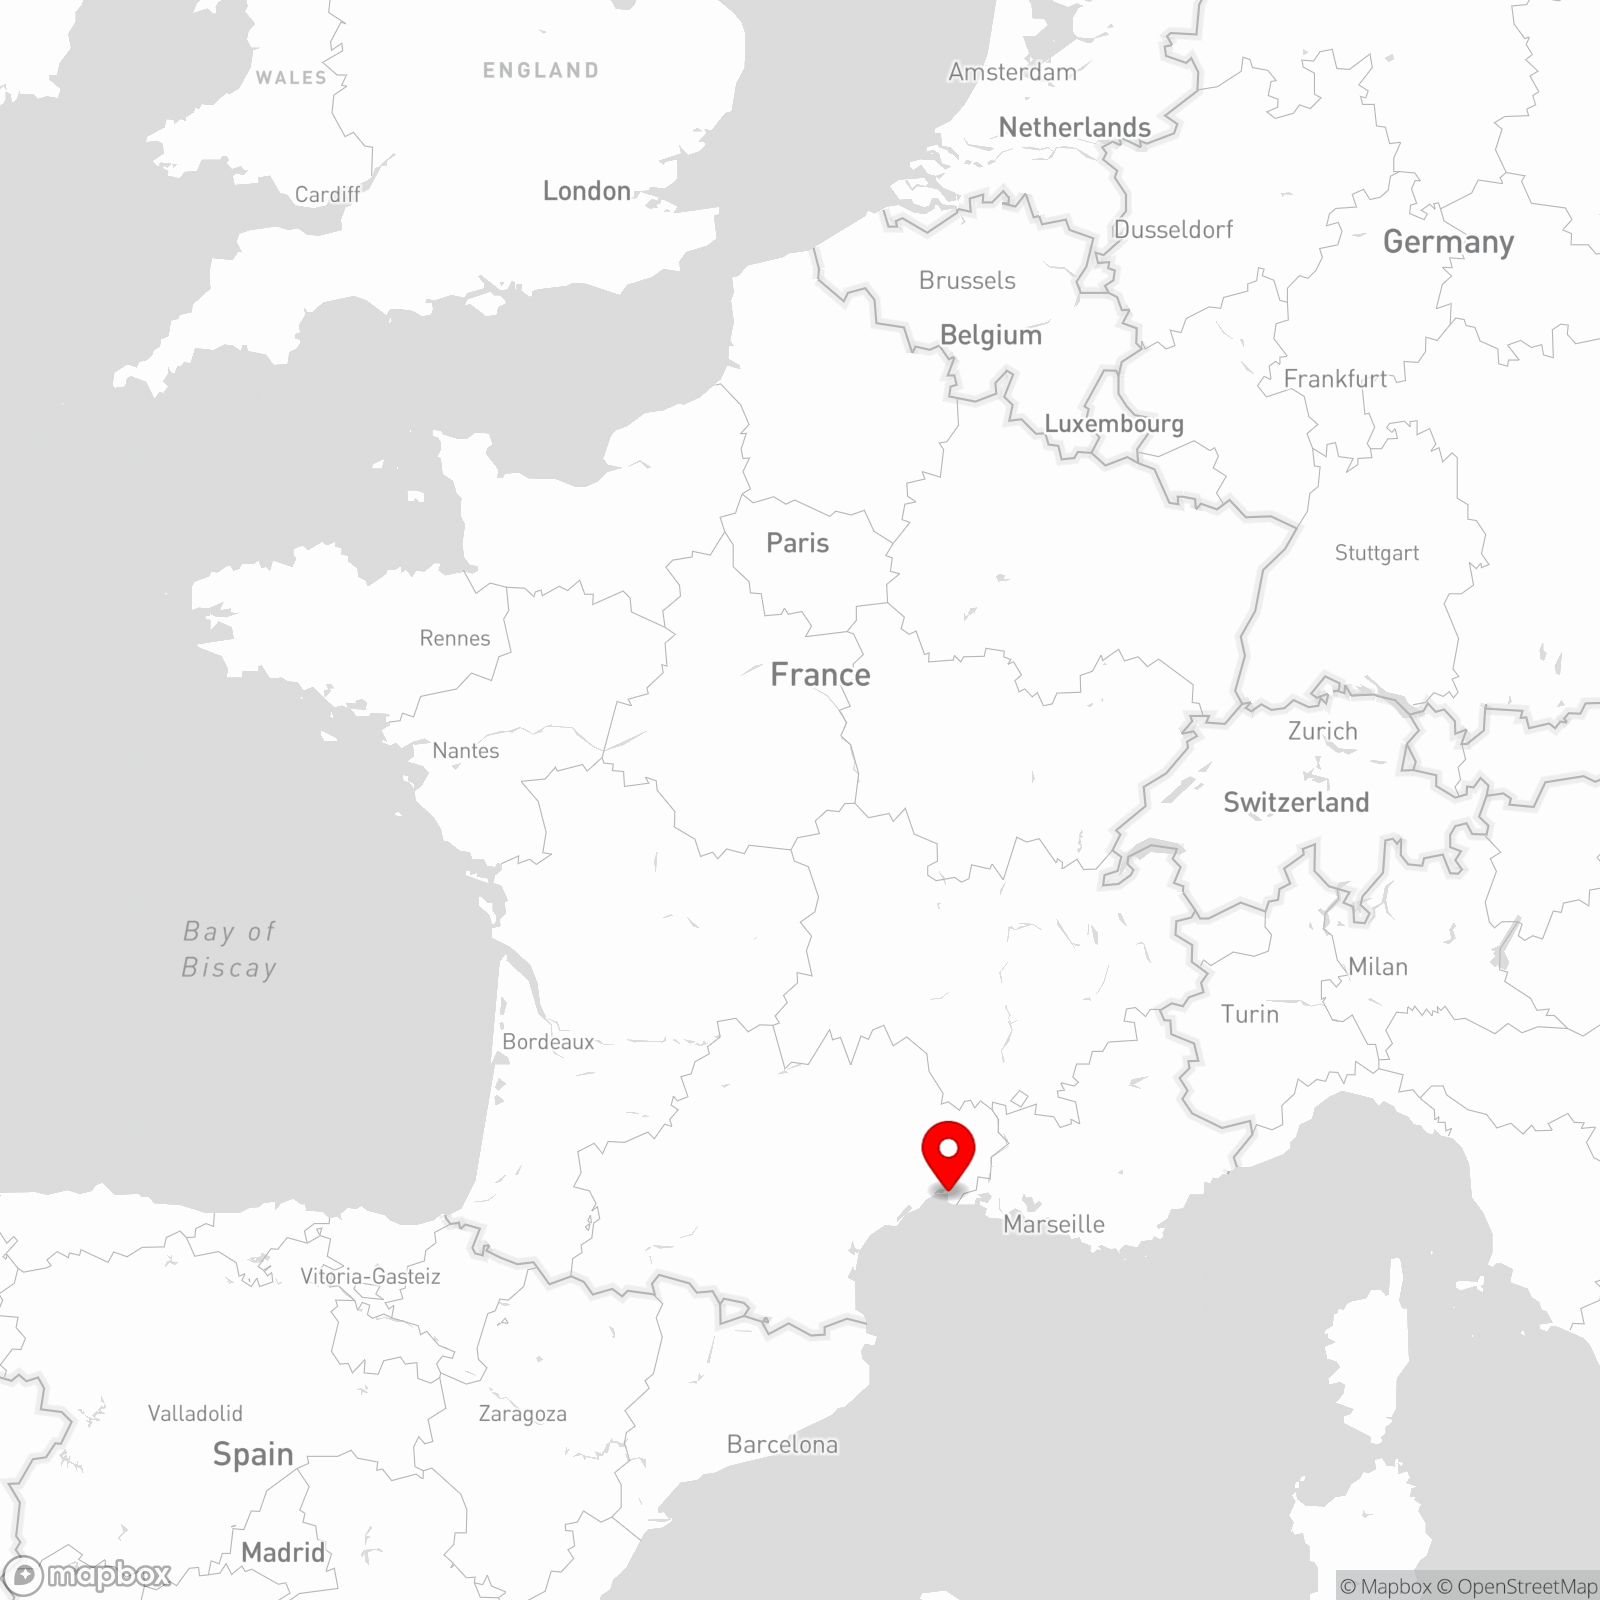 WALES
ENGLAND
Amsterdam
Netherlands
Cardiff
London
Dusseldorf
Germany
Brussels
Belgium
Frankfurt
Luxembourg
Paris
Stuttgart
Rennes
France
Nantes
Zurich
Switzerland
Bay of
Biscay
Milan
Turin
Bordeaux
Marseille
Vitoria-Gasteiz
Valladolid
Zaragoza
Spain
Barcelona
Madrid
mapbox
© Mapbox © OpenStreetMap